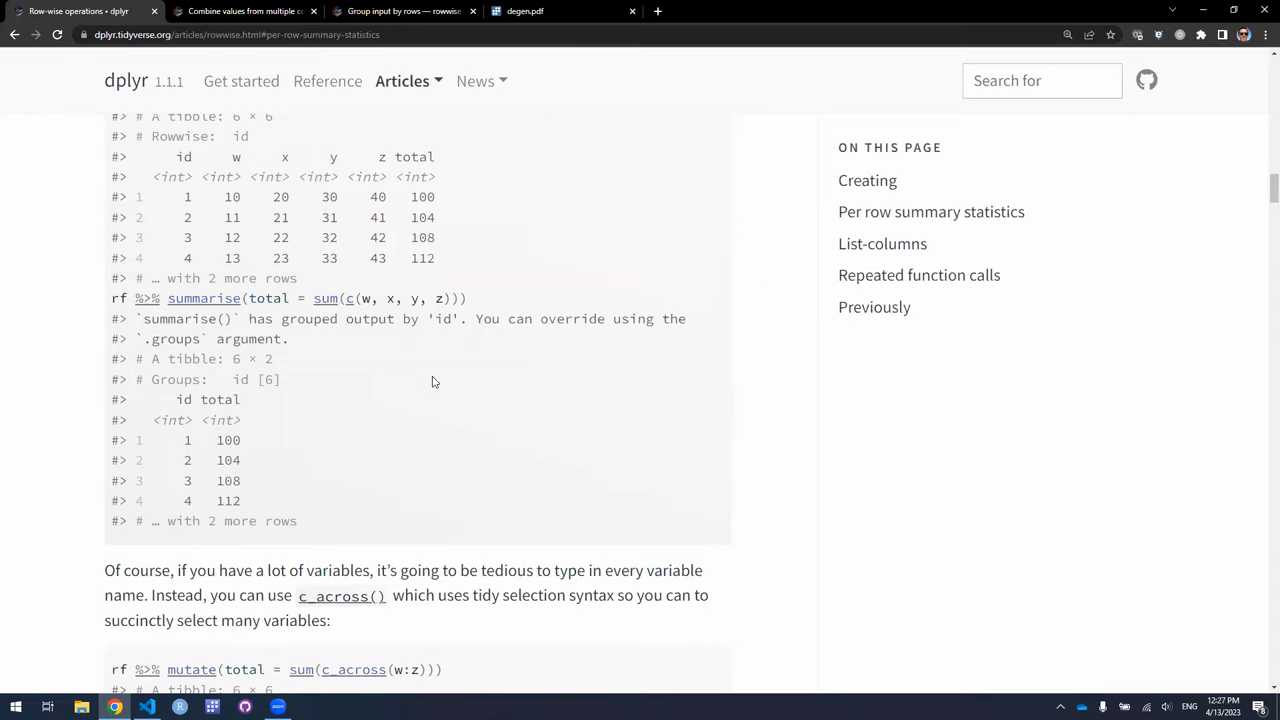 Row-wise operations • dplyr
Combine values from multiple co
Group input by rows — rowwise
degen.pdf
dplyr.tidyverse.org/articles/rowwise.html#per-row-summary-statistics
dplyr 1.1.1 Get started Reference Articles News Search for
#> # A tibble: 6 × 6
#> # Rowwise:  id
#>      id     w     x     y     z total
#>   <int> <int> <int> <int> <int> <int>
#> 1     1    10    20    30    40   100
#> 2     2    11    21    31    41   104
#> 3     3    12    22    32    42   108
#> 4     4    13    23    33    43   112
#> # … with 2 more rows
rf %>% summarise(total = sum(c(w, x, y, z)))
#> `summarise()` has grouped output by 'id'. You can override using the
#> `.groups` argument.
#> # A tibble: 6 × 2
#> # Groups:   id [6]
#>      id total
#>   <int> <int>
#> 1     1   100
#> 2     2   104
#> 3     3   108
#> 4     4   112
#> # … with 2 more rows
Of course, if you have a lot of variables, it’s going to be tedious to type in every variable
name. Instead, you can use c_across() which uses tidy selection syntax so you can to
succinctly select many variables:
rf %>% mutate(total = sum(c_across(w:z)))
#> # A tibble: 6 × 6
ON THIS PAGE
Creating
Per row summary statistics
List-columns
Repeated function calls
Previously
ENG
12:27 PM
4/13/2023
8